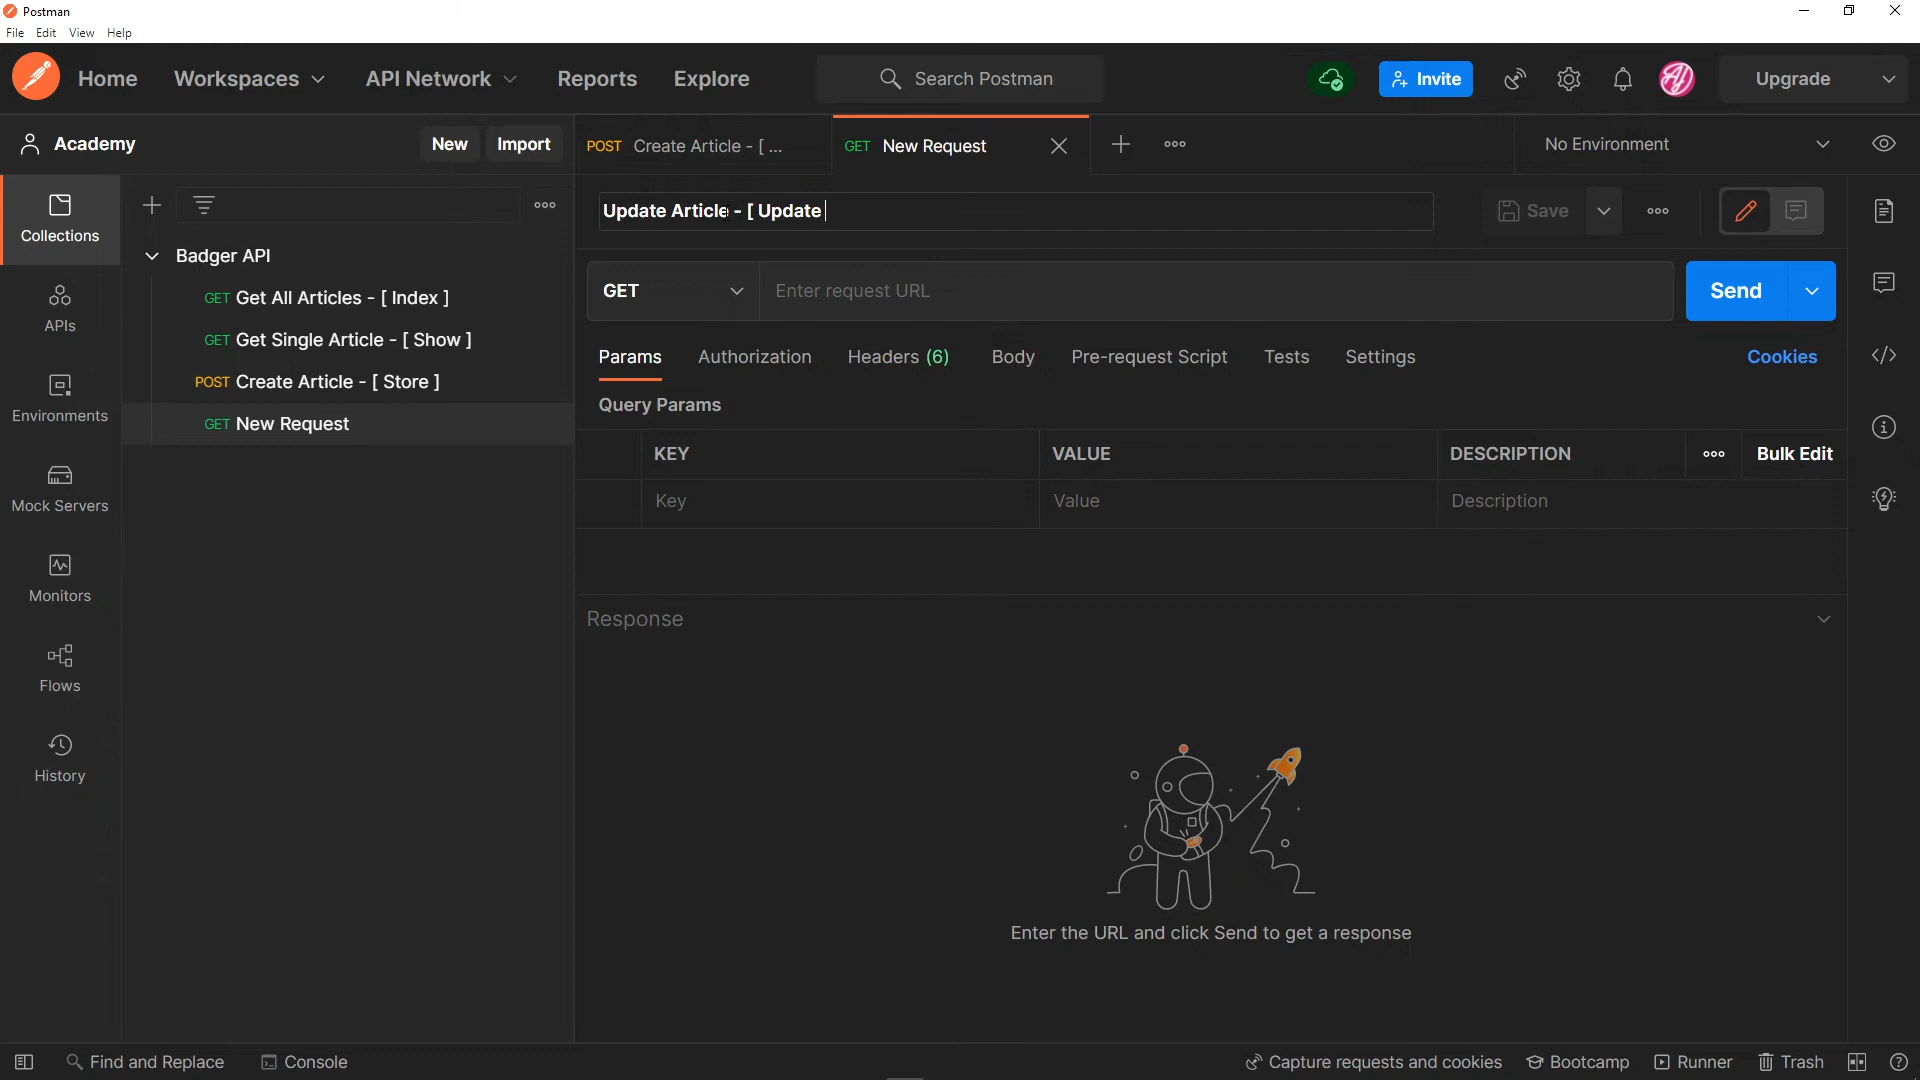 Postman
File Edit View Help
Home Workspaces API Network Reports Explore Search Postman Invite Upgrade
Academy New Import
POST Create Article - [ ... GET New Request No Environment
Update Article - [ Update Save
Collections
APIs
Environments
Mock Servers
Monitors
Flows
History
Badger API
GET Get All Articles - [ Index ]
GET Get Single Article - [ Show ]
POST Create Article - [ Store ]
GET New Request
GET Enter request URL Send
Params Authorization Headers (6) Body Pre-request Script Tests Settings Cookies
Query Params
KEY VALUE DESCRIPTION Bulk Edit
Key Value Description
Response
Enter the URL and click Send to get a response
Find and Replace Console Capture requests and cookies Bootcamp Runner Trash